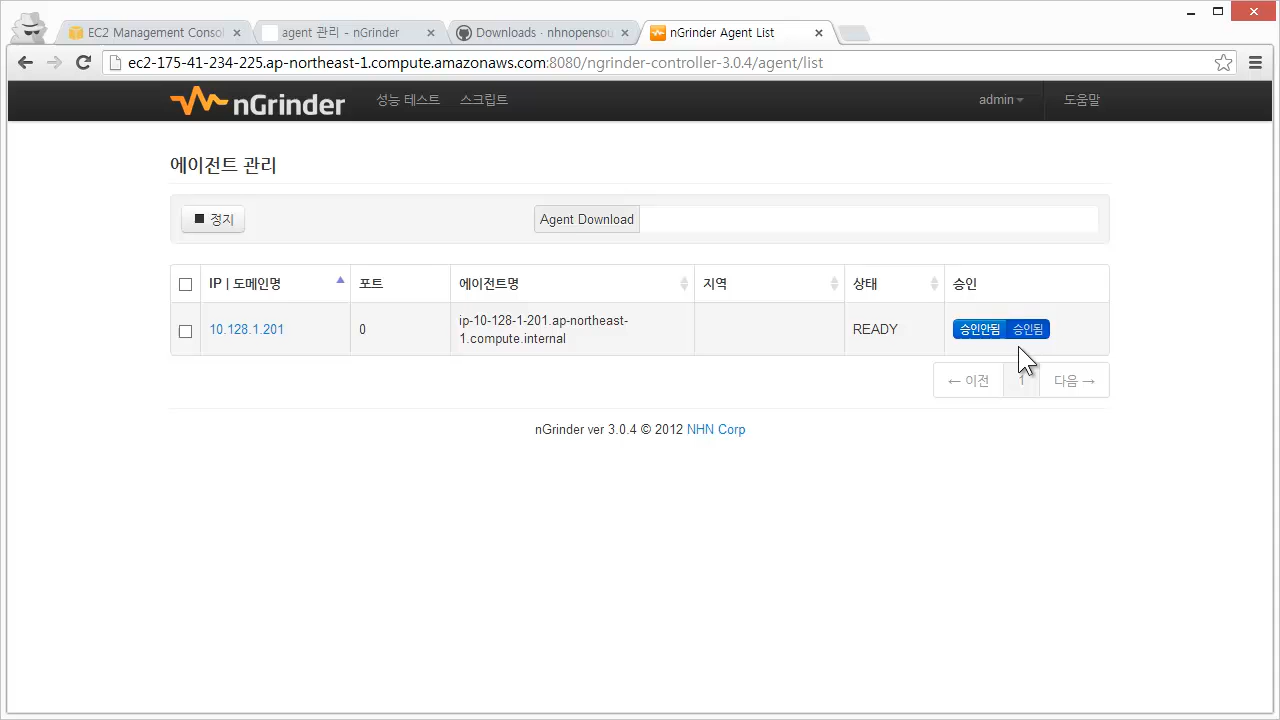 EC2 Management Consol
agent 관리 - nGrinder
Downloads · nhnopensou
nGrinder Agent List
ec2-175-41-234-225.ap-northeast-1.compute.amazonaws.com:8080/ngrinder-controller-3.0.4/agent/list
nGrinder
성능 테스트
스크립트
admin
도움말
에이전트 관리
정지
Agent Download
IP | 도메인명
포트
에이전트명
지역
상태
승인
10.128.1.201
0
ip-10-128-1-201.ap-northeast-
1.compute.internal
READY
승인안됨
승인됨
← 이전
1
다음 →
nGrinder ver 3.0.4 © 2012 NHN Corp